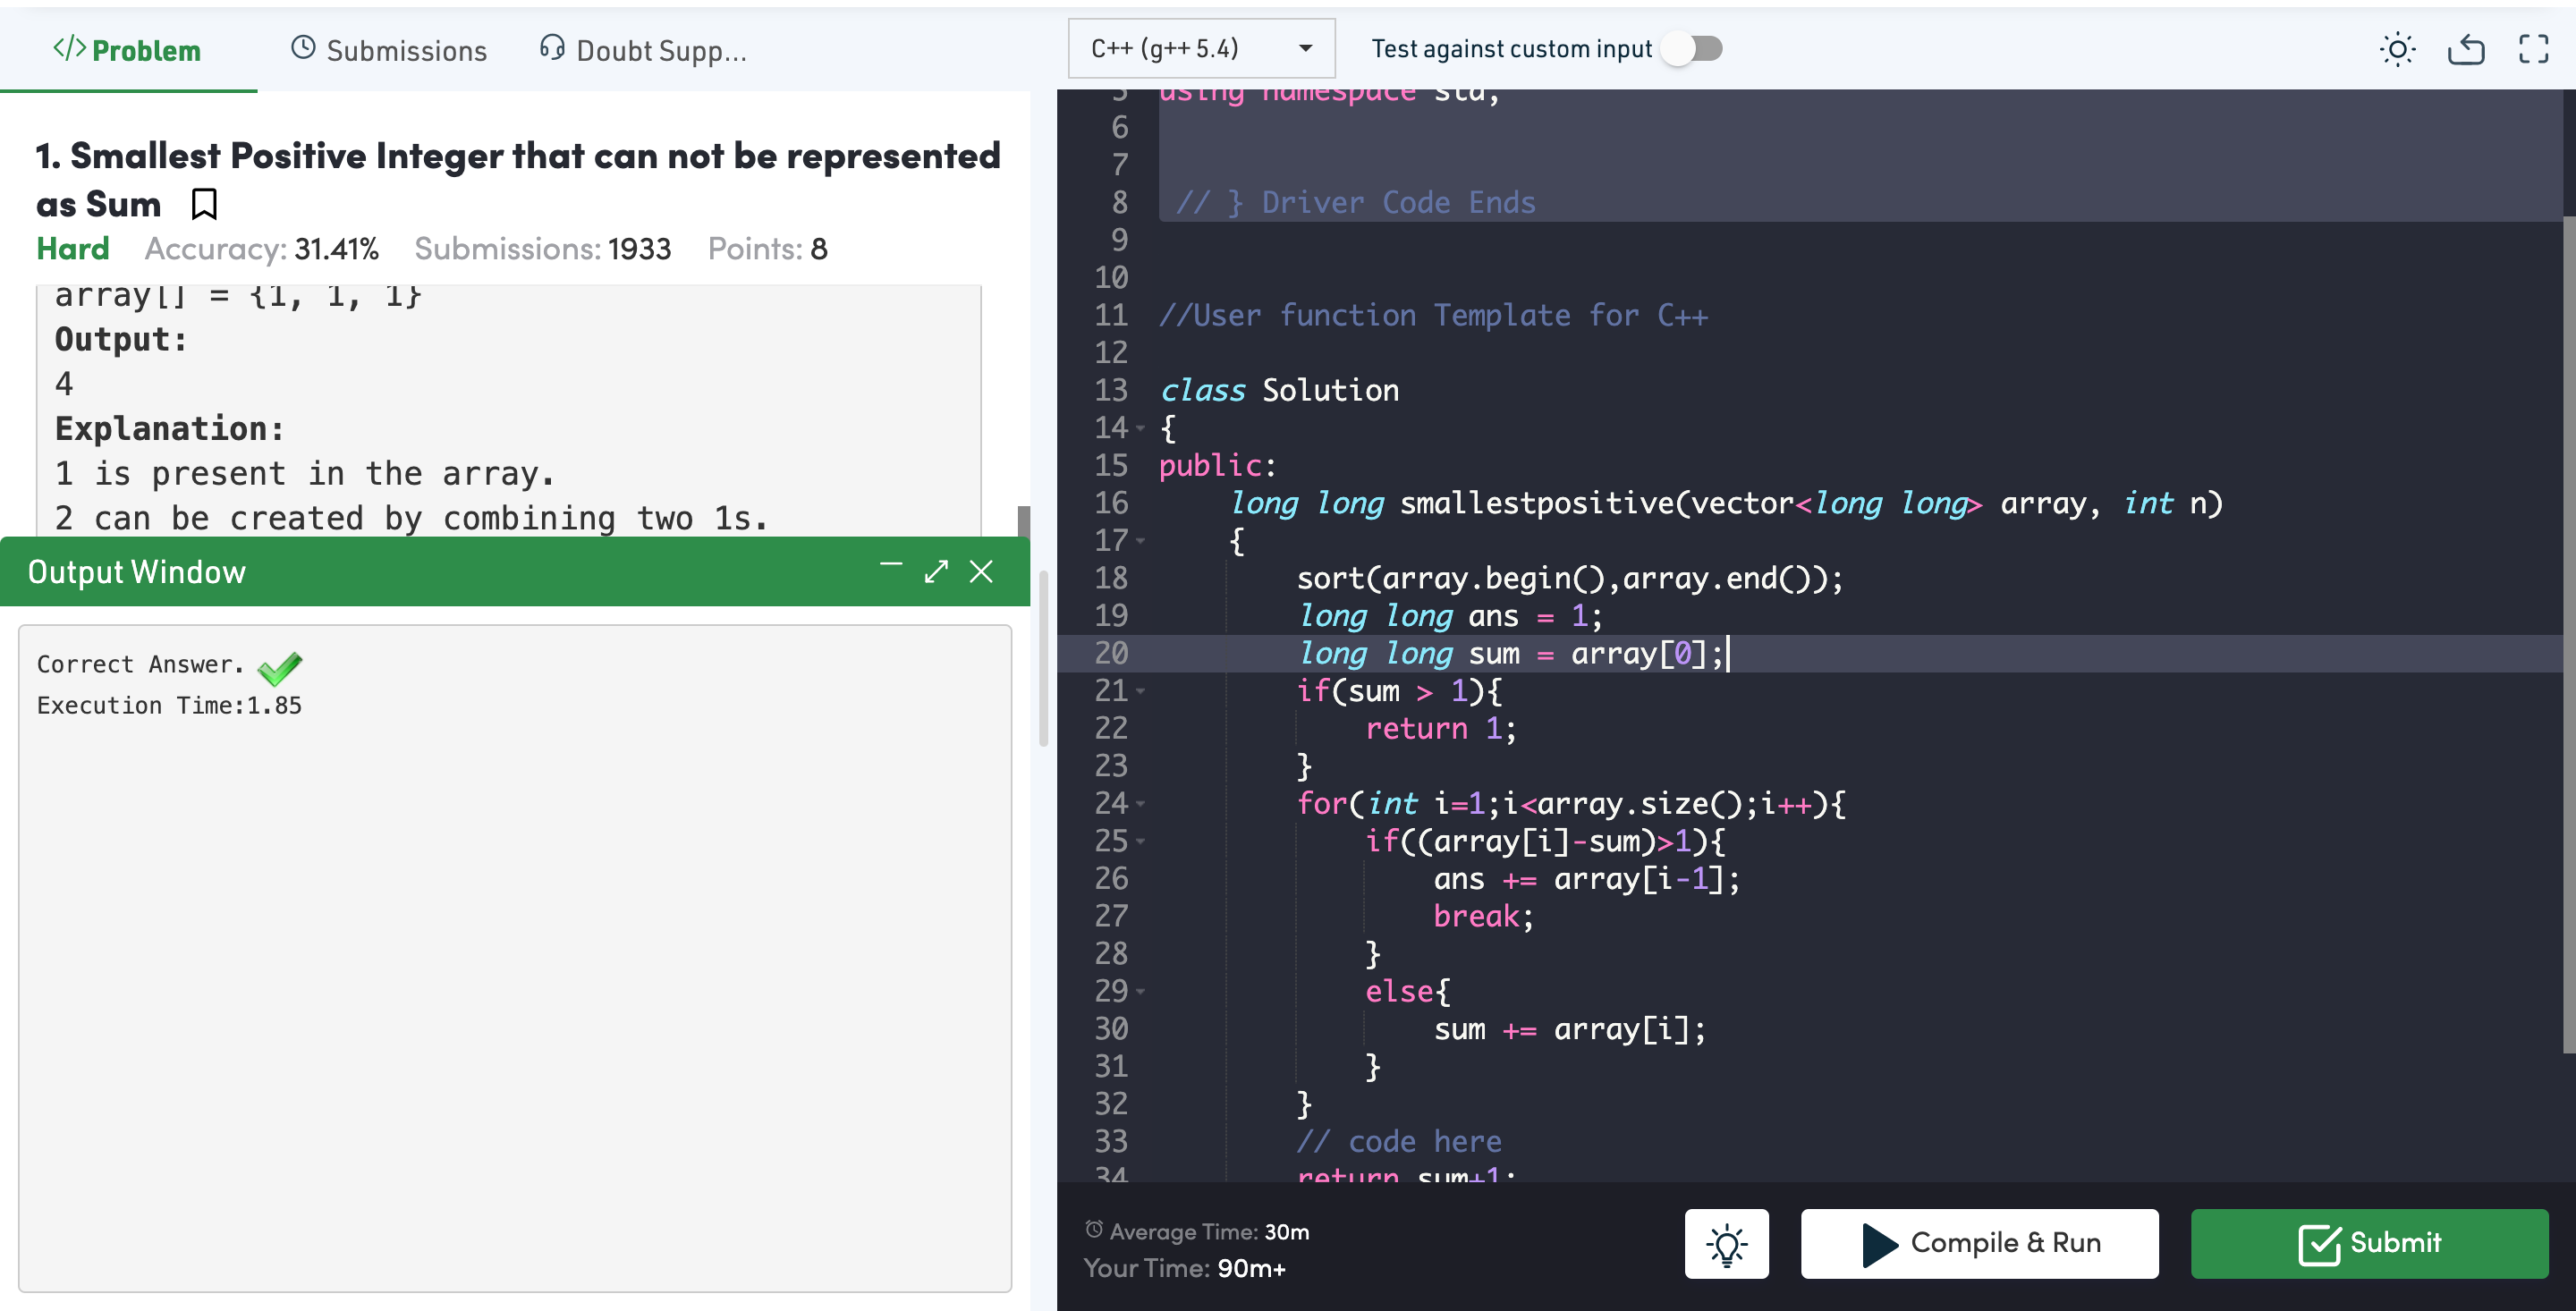 </> Problem
Submissions
Doubt Supp...
1. Smallest Positive Integer that can not be represented
as Sum
Hard Accuracy: 31.41% Submissions: 1933 Points: 8
array[] = {1, 1, 1}
Output:
4
Explanation:
1 is present in the array.
2 can be created by combining two 1s.
Output Window
Correct Answer.
Execution Time:1.85
C++ (g++ 5.4)
Test against custom input
5 using namespace std;
6
7
8 // } Driver Code Ends
9
10
11 //User function Template for C++
12
13 class Solution
14 {
15 public:
16 long long smallestpositive(vector<long long> array, int n)
17 {
18 sort(array.begin(),array.end());
19 long long ans = 1;
20 long long sum = array[0];
21 if(sum > 1){
22 return 1;
23 }
24 for(int i=1;i<array.size();i++){
25 if((array[i]-sum)>1){
26 ans += array[i-1];
27 break;
28 }
29 else{
30 sum += array[i];
31 }
32 }
33 // code here
34 return sum+1;
Average Time: 30m
Your Time: 90m+
Compile & Run
Submit